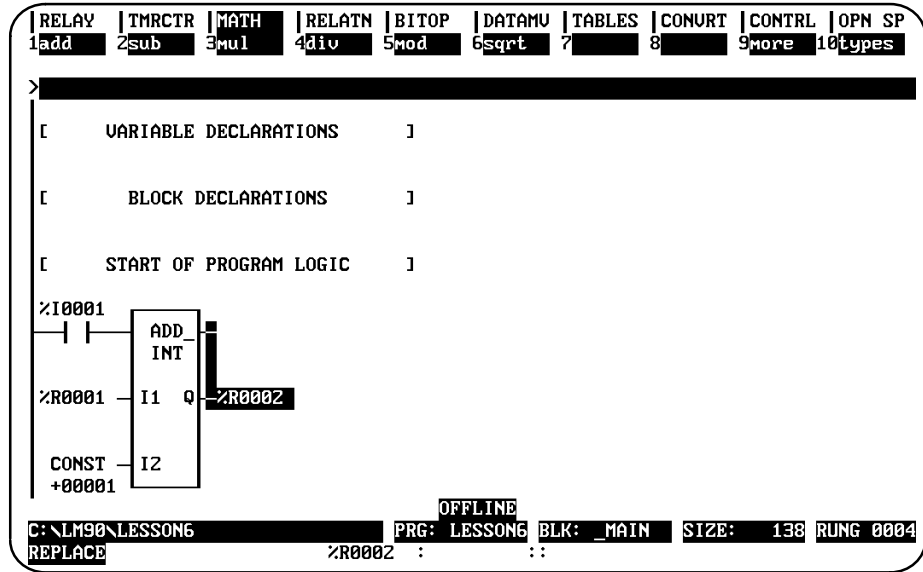 RELAY TMRCTR MATH RELATN BITOP DATAMV TABLES CONVRT CONTRL OPN SP
1add 2sub 3mul 4div 5mod 6sqrt 7 8 9more 10types
>
[ VARIABLE DECLARATIONS ]
[ BLOCK DECLARATIONS ]
[ START OF PROGRAM LOGIC ]
%I0001
ADD_
INT
%R0001 I1 Q %R0002
CONST I2
+00001
OFFLINE
C:\LM90\LESSON6 PRG: LESSON6 BLK: _MAIN SIZE: 138 RUNG 0004
REPLACE %R0002 : ::